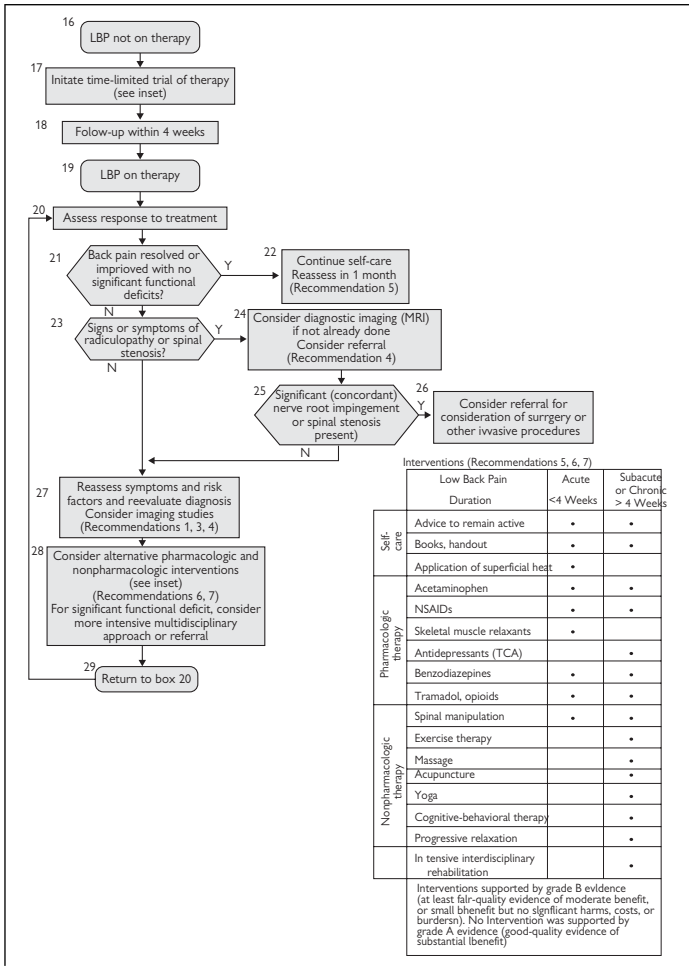 16
LBP not on therapy
17
Initate time-limited trial of therapy
(see inset)
18
Folow-up within 4 weeks
19
LBP on therapy
20
Assess response to treatment
21
Back pain resolved or
imprioved with no
significant functional
deficits?
Y
N
22
Continue self-care
Reassess in 1 month
(Recommendation 5)
23
Signs or symptoms of
radiculopathy or spinal
stenosis?
Y
N
24
Consider diagnostic imaging (MRI)
if not already done
Consider referral
(Recommendation 4)
25
Significant (concordant)
nerve root impingement
or spinal stenosis
present)
Y
N
26
Consider referral for
consideration of surrgery or
other ivvasive procedures
27
Reassess symptoms and risk
factors and reevaluate diagnosis
Consider imaging studies
(Recommendations 1, 3, 4)
28
Consider alternative pharmacologic and
nonpharmacologic interventions
(see inset)
(Recommendations 6, 7)
For significant functional deficit, consider
more intensive multidisciplinary
approach or referral
29
Return to box 20
Interventions (Recommendations 5, 6, 7)
Low Back Pain
Duration
Acute
<4 Weeks
Subacute
or Chronic
> 4 Weeks
Self-
care
Advice to remain active • •
Books, handout • •
Application of superficial heat •
Pharmacologic
therapy
Acetaminophen • •
NSAIDs • •
Skeletal muscle relaxants •
Antidepressants (TCA) •
Benzodiazepines • •
Tramadol, opioids • •
Nonpharmacologic
therapy
Spinal manipulation • •
Exercise therapy •
Massage •
Acupuncture •
Yoga •
Cognitive-behavioral therapy •
Progressive relaxation •
In tensive interdisciplinary
rehabilitation •
Interventions supported by grade B evldence
(at least falr-quality evidence of moderate benefit,
or small bhenefit but no slgnflicant harms, costs, or
burdersn). No Intervention was supported by
grade A evidence (good-quality evidence of
substantial lbenefit)